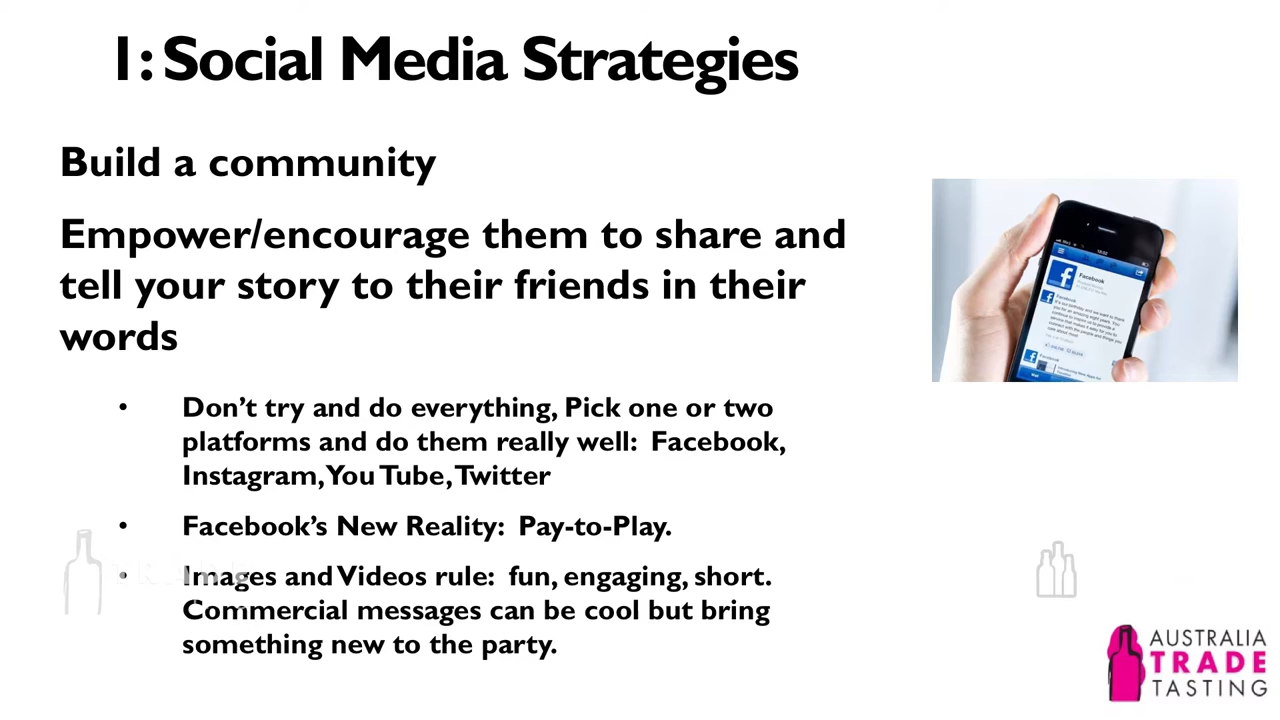 1: Social Media Strategies
Build a community
Empower/encourage them to share and
tell your story to their friends in their
words
• Don't try and do everything, Pick one or two
platforms and do them really well: Facebook,
Instagram, You Tube, Twitter
• Facebook's New Reality: Pay-to-Play.
• Images and Videos rule: fun, engaging, short.
Commercial messages can be cool but bring
something new to the party.
Facebook
Facebook
Facebook
AUSTRALIA
TRADE
TASTING